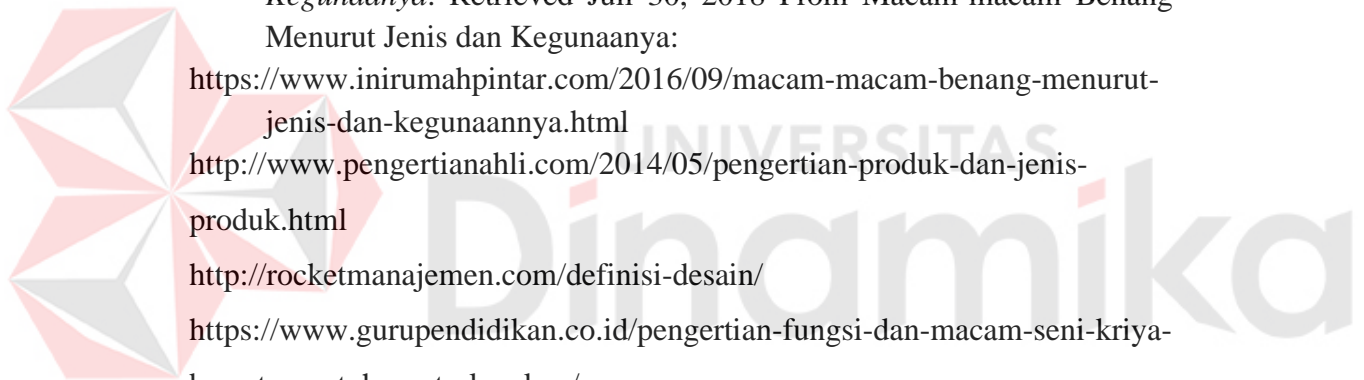 Kegunaanya. Retrieved Juli 30, 2018 From Macam-macam Benang
Menurut Jenis dan Kegunaanya:
https://www.inirumahpintar.com/2016/09/macam-macam-benang-menurut-
jenis-dan-kegunaannya.html
UNIVERSITAS
http://www.pengertianahli.com/2014/05/pengertian-produk-dan-jenis-
produk.html
Dinamika
http://rocketmanajemen.com/definisi-desain/
https://www.gurupendidikan.co.id/pengertian-fungsi-dan-macam-seni-kriya-